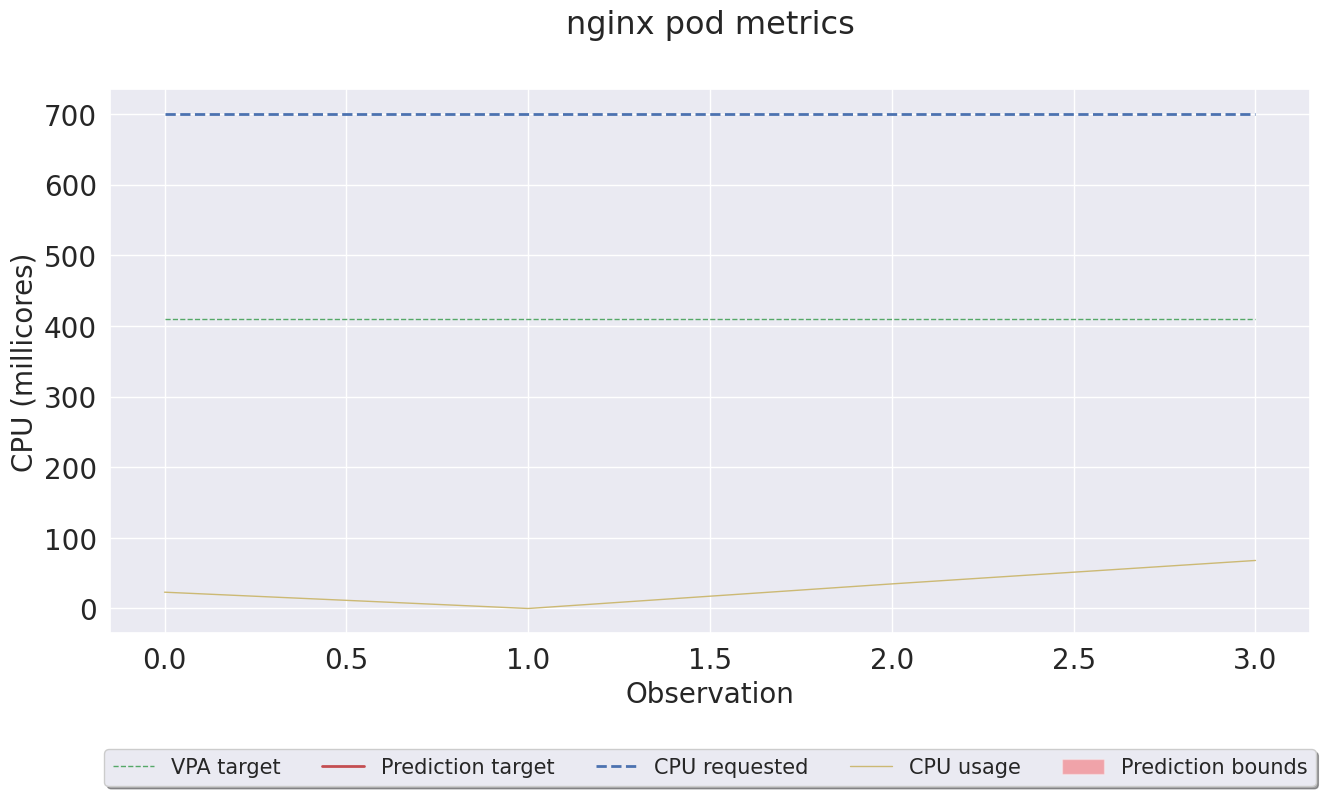 nginx pod metrics
CPU (millicores)
700
600
500
400
300
200
100
0
0.0 0.5 1.0 1.5 2.0 2.5 3.0
Observation
VPA target Prediction target CPU requested CPU usage Prediction bounds